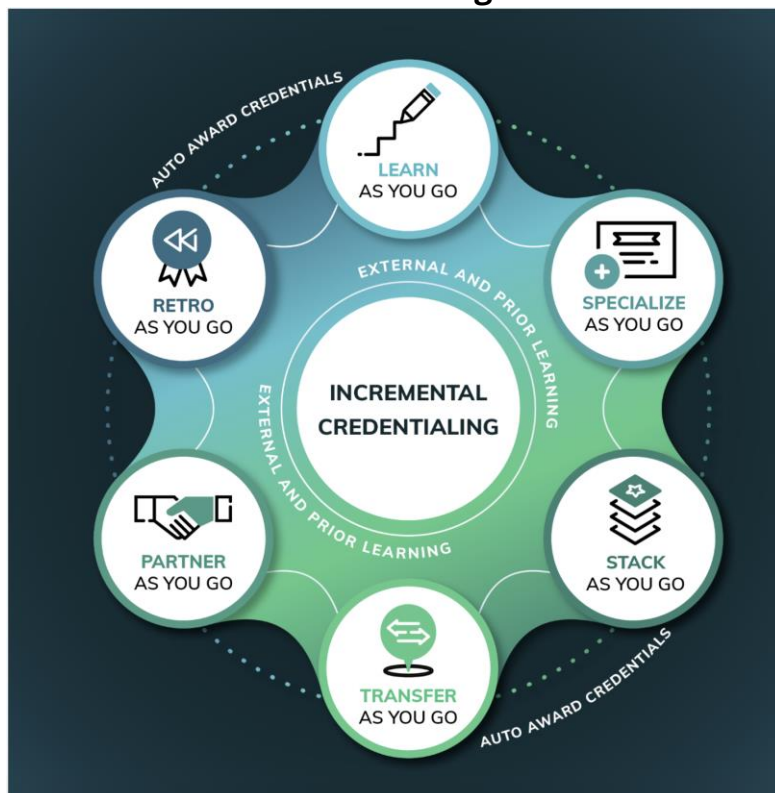 AUTO AWARD CREDENTIALS
LEARN
AS YOU GO
RETRO
AS YOU GO
SPECIALIZE
AS YOU GO
EXTERNAL AND PRIOR LEARNING
INCREMENTAL
CREDENTIALING
EXTERNAL AND PRIOR LEARNING
PARTNER
AS YOU GO
STACK
AS YOU GO
TRANSFER
AS YOU GO
AUTO AWARD CREDENTIALS